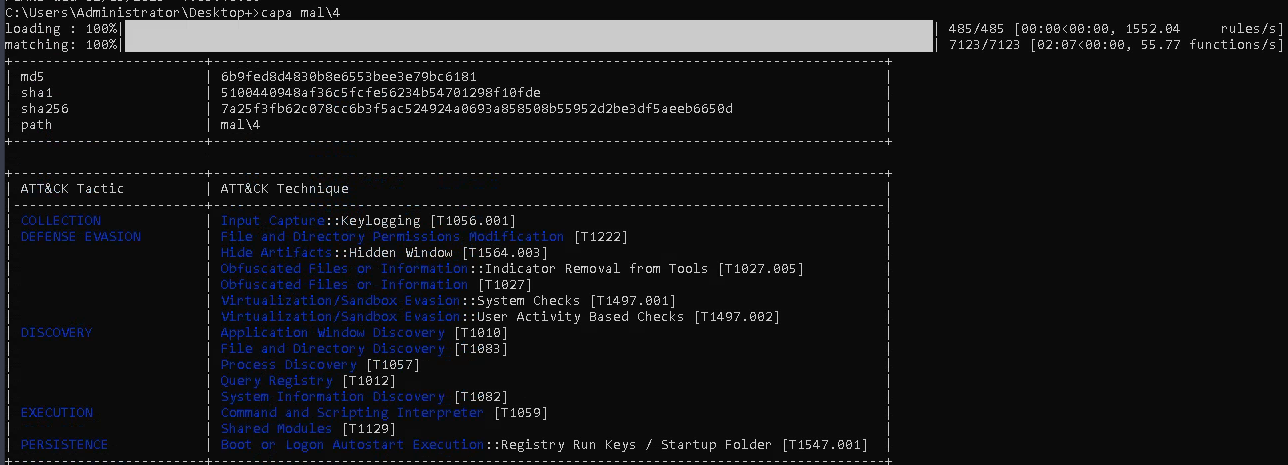 C:\Users\Administrator\Desktop+>capa mal\4
loading : 100%| | 485/485 [00:00<00:00, 1552.04 rules/s]
matching: 100%| | 7123/7123 [02:07<00:00, 55.77 functions/s]
md5 | 6b9fed8d4830b8e6553bee3e79bc6181
sha1 | 5100440948af36c5fcfe56234b54701298f10fde
sha256 | 7a25f3fb62c078cc6b3f5ac524924a0693a858508b55952d2be3df5aeeb6650d
path | mal\4
ATT&CK Tactic | ATT&CK Technique
COLLECTION | Input Capture::Keylogging [T1056.001]
DEFENSE EVASION | File and Directory Permissions Modification [T1222]
Hide Artifacts::Hidden Window [T1564.003]
Obfuscated Files or Information::Indicator Removal from Tools [T1027.005]
Obfuscated Files or Information [T1027]
Virtualization/Sandbox Evasion::System Checks [T1497.001]
Virtualization/Sandbox Evasion::User Activity Based Checks [T1497.002]
DISCOVERY | Application Window Discovery [T1010]
File and Directory Discovery [T1083]
Process Discovery [T1057]
Query Registry [T1012]
System Information Discovery [T1082]
EXECUTION | Command and Scripting Interpreter [T1059]
Shared Modules [T1129]
PERSISTENCE | Boot or Logon Autostart Execution::Registry Run Keys / Startup Folder [T1547.001]